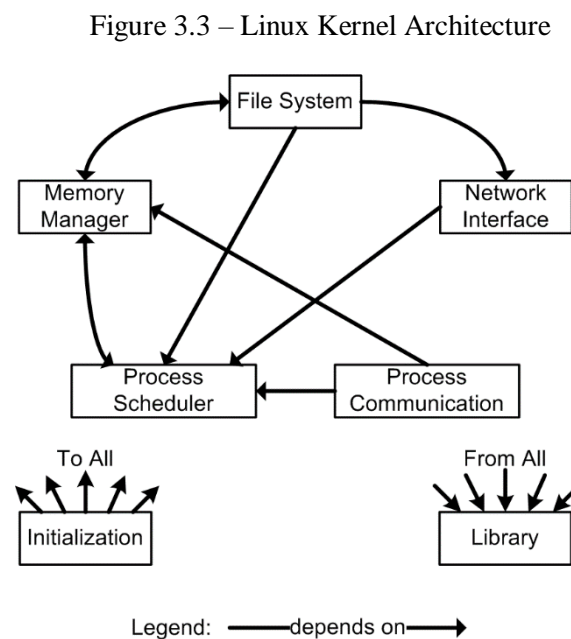 Figure 3.3 – Linux Kernel Architecture
File System
Memory
Manager
Network
Interface
Process
Scheduler
Process
Communication
To All
From All
Initialization
Library
Legend: depends on